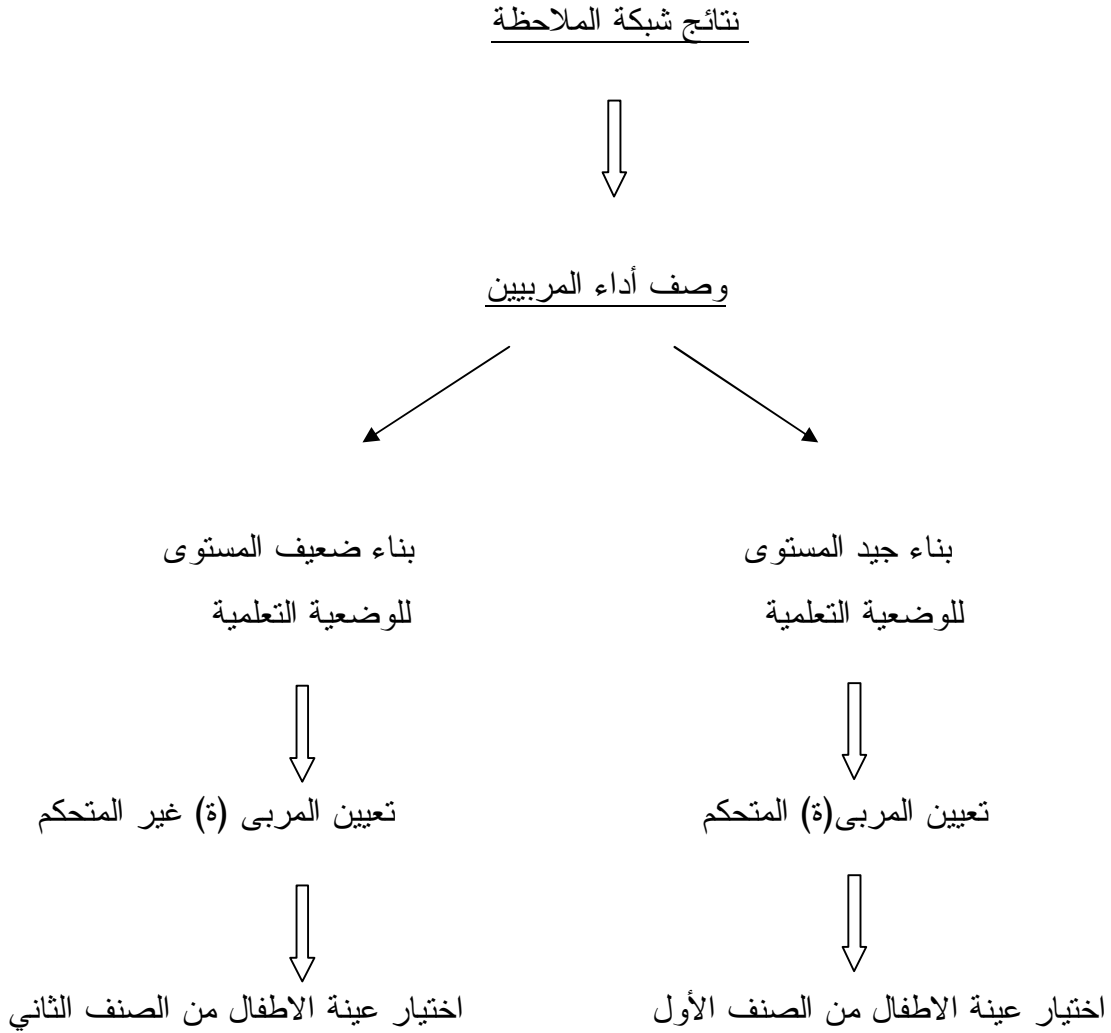 نتائج شبكة الملاحظة
وصف أداء المربيين
بناء جيد المستوى
للوضعية التعلمية
بناء ضعيف المستوى
للوضعية التعلمية
تعيين المربى(ة) المتحكم
تعيين المربى (ة) غير المتحكم
اختيار عينة الاطفال من الصنف الأول
اختيار عينة الاطفال من الصنف الثاني